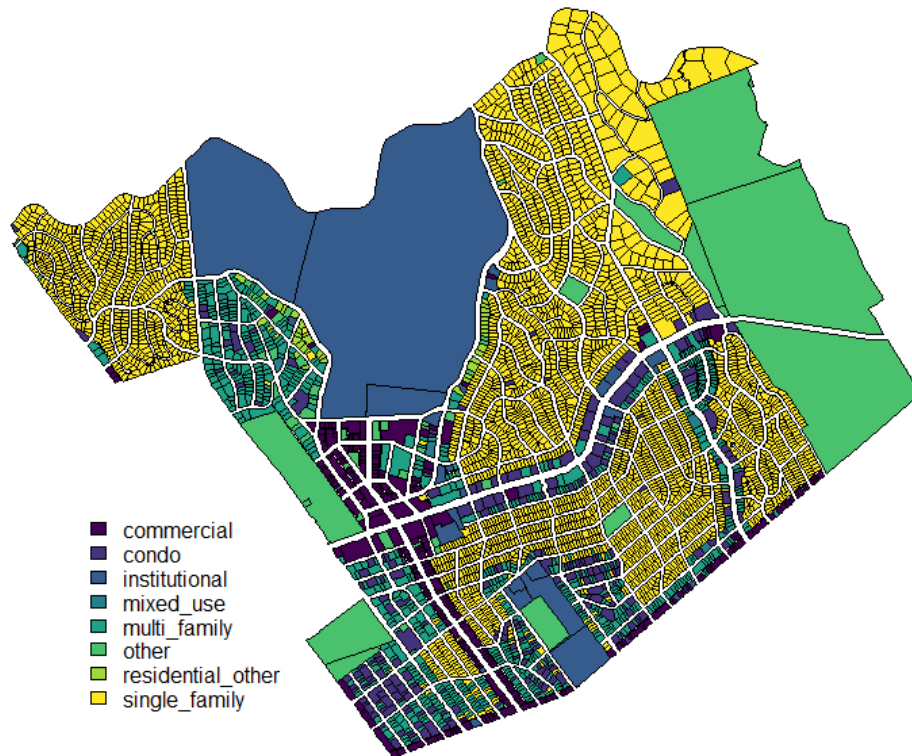 commercial
condo
institutional
mixed_use
multi_family
other
residential_other
single_family